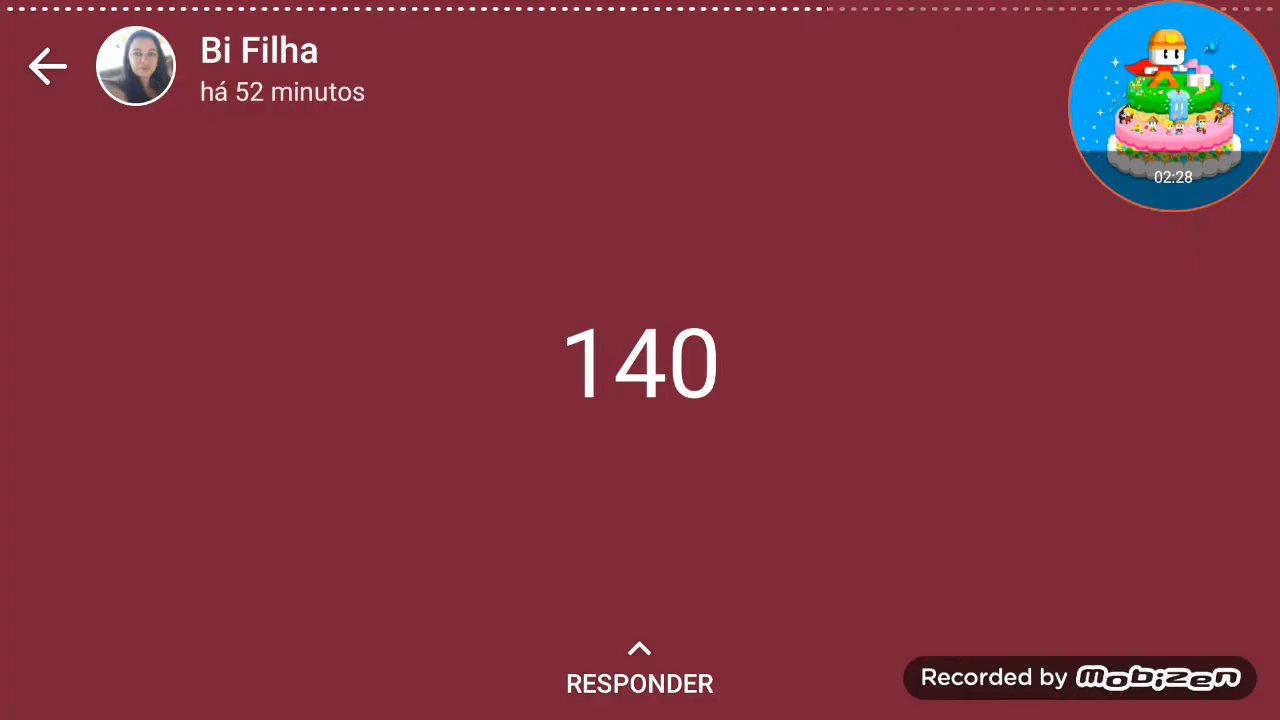 Bi Filha
há 52 minutos
02:28
140
RESPONDER
Recorded by mobizen